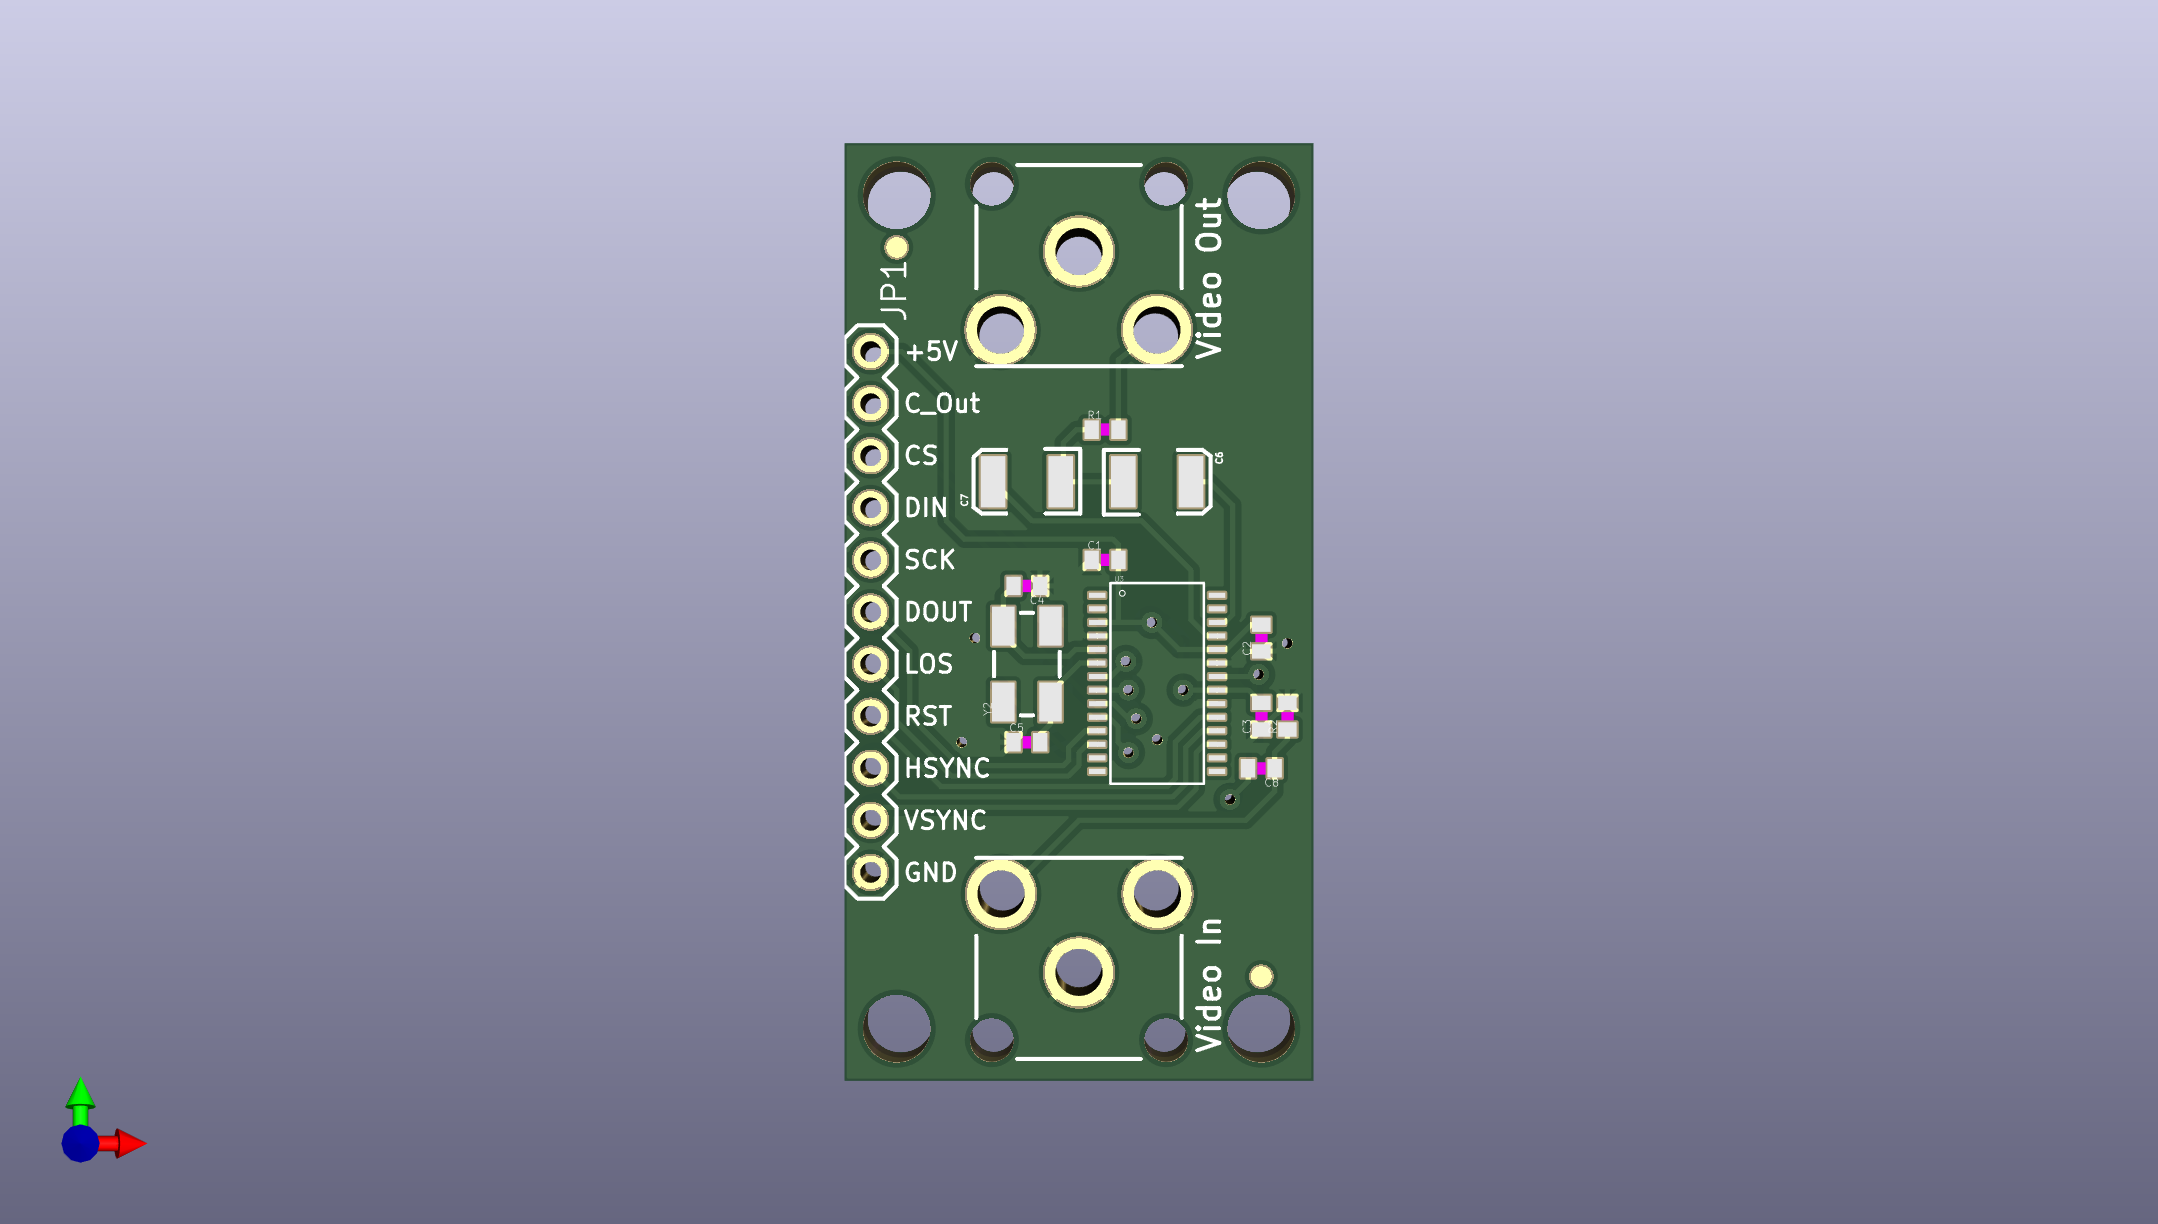 Video Out
JP1
+5V
C_Out
R1
CS
C6
C7
DIN
C1
SCK
U3
C4
DOUT
C2
LOS
Y2
RST
C3
C5
HSYNC
C8
VSYNC
GND
Video In